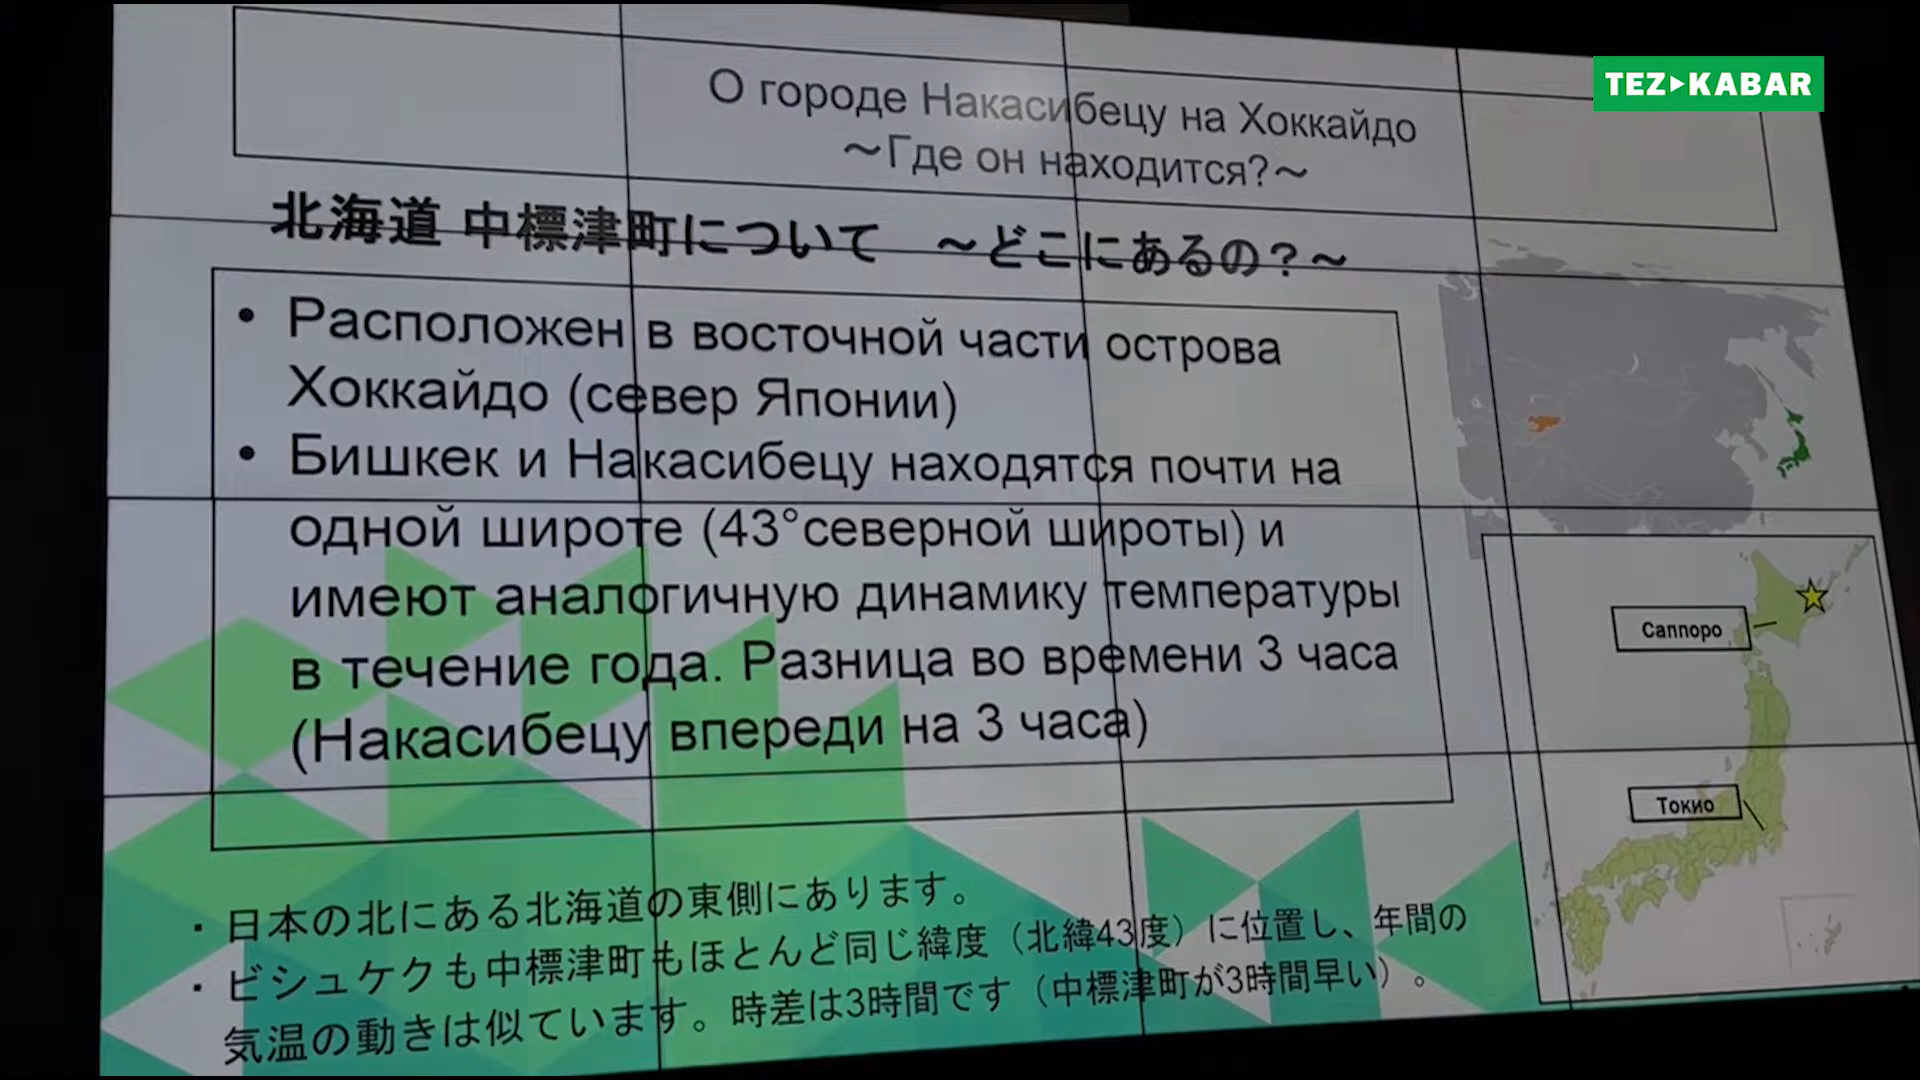 TEZ KABAR
О городе Накасибецу на Хоккайдо
～Где он находится?～
北海道 中標津町について ～どこにあるの？～
• Расположен в восточной части острова
Хоккайдо (север Японии)
• Бишкек и Накасибецу находятся почти на
одной широте (43°северной широты) и
имеют аналогичную динамику температуры
в течение года. Разница во времени 3 часа
(Накасибецу впереди на 3 часа)
Саппоро
Токио
・日本の北にある北海道の東側にあります。
・ビシュケクも中標津町もほとんど同じ緯度（北緯43度）に位置し、年間の
気温の動きは似ています。時差は3時間です（中標津町が3時間早い）。